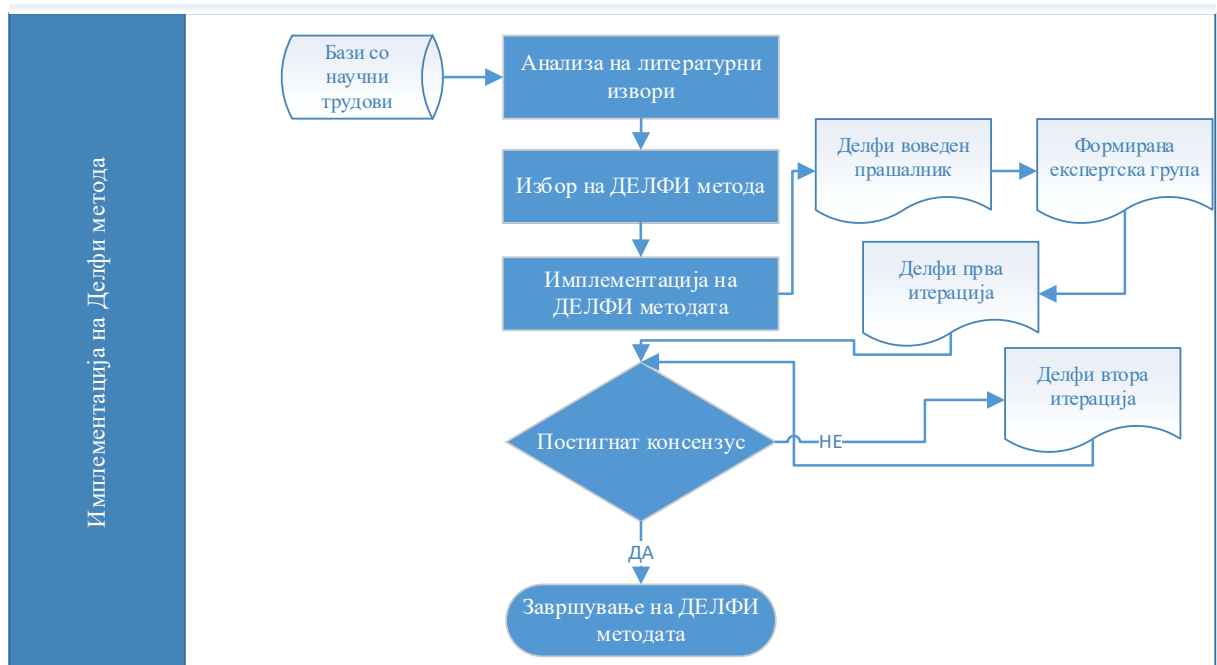 Имплементација на Делфи метода
Бази со
научни
трудови
Анализа на литературни
извори
Избор на ДЕЛФИ метода
Имплементација на
ДЕЛФИ методата
Делфи воведен
прашалник
Формирана
експертска група
Делфи прва
итерација
Делфи втора
итерација
Постигнат консензус
НЕ
ДА
Завршување на ДЕЛФИ
методата